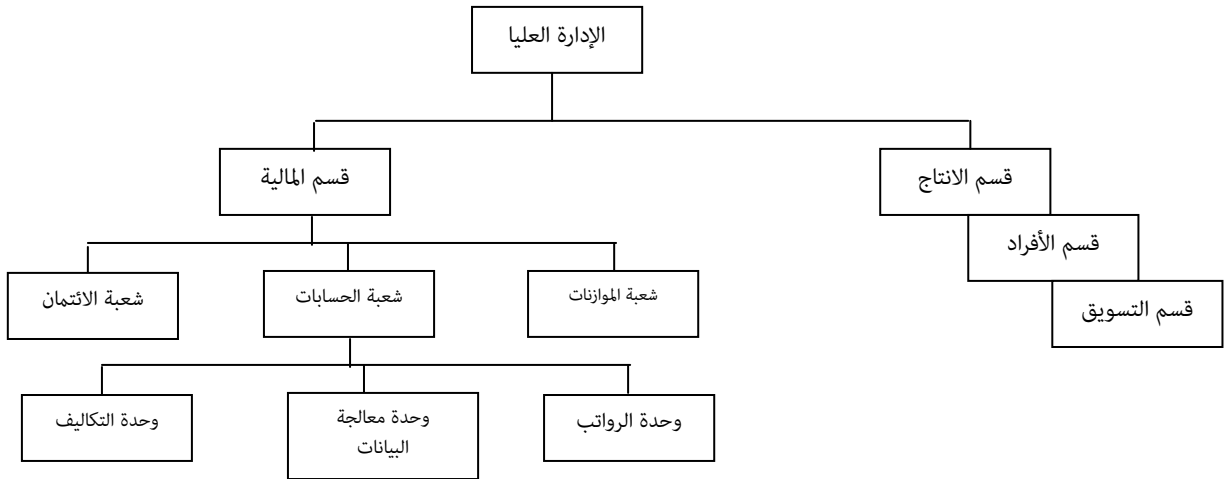 الإدارة العليا
قسم الانتاج
قسم المالية
قسم الأفراد
قسم التسويق
شعبة الموازنات
شعبة الحسابات
شعبة الائتمان
وحدة الرواتب
وحدة معالجة
البيانات
وحدة التكاليف